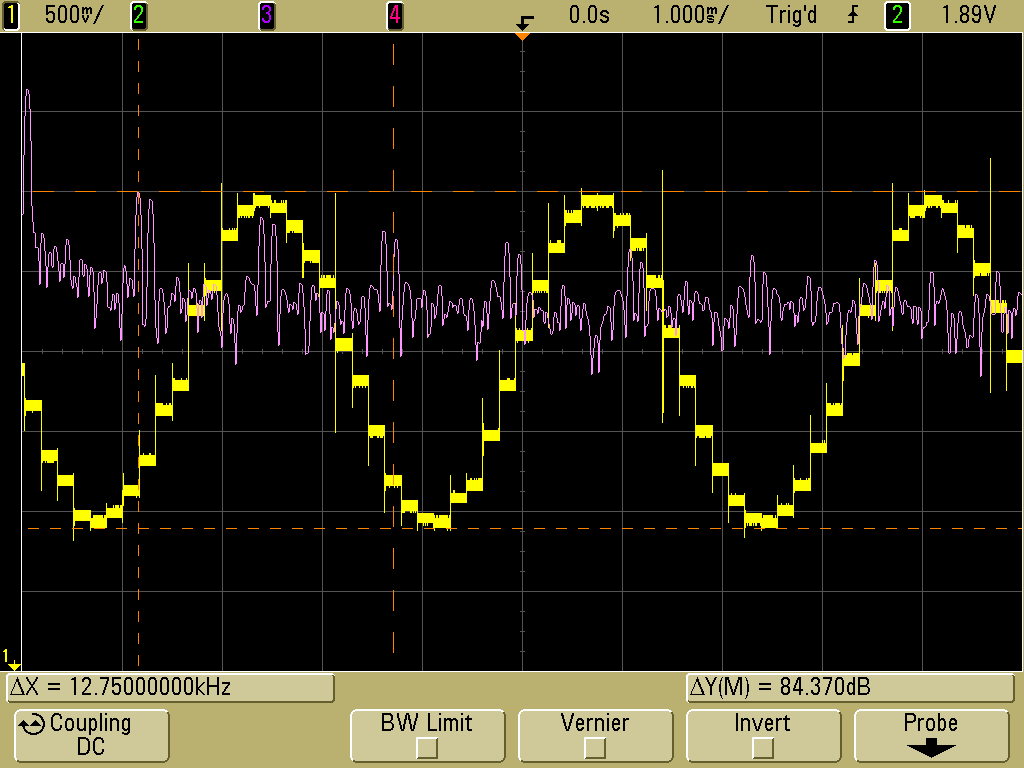 1 500mV/ 2 3 4 0.0s 1.000ms/ Trig'd 2 1.89V
1
ΔX = 12.75000000kHz ΔY(M) = 84.370dB
Coupling BW Limit Vernier Invert Probe
DC